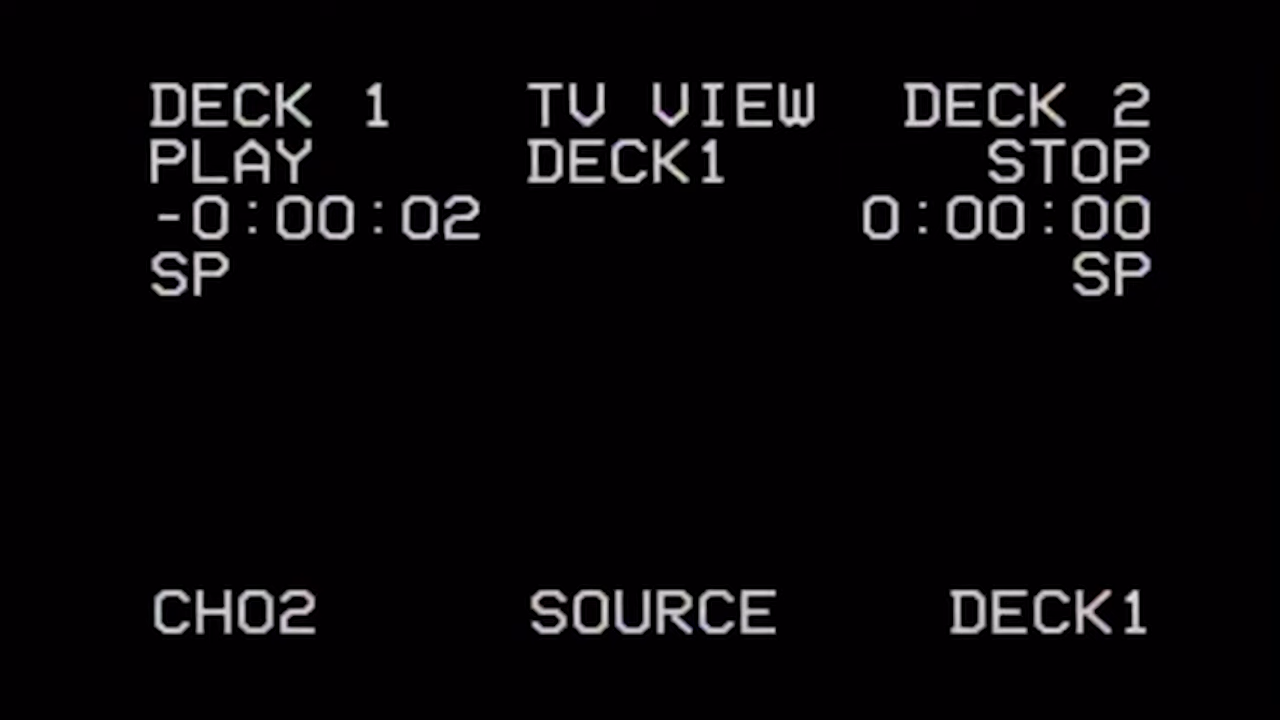 DECK 1 TV VIEW DECK 2
PLAY DECK1 STOP
-0:00:02 0:00:00
SP SP
CH02 SOURCE DECK1